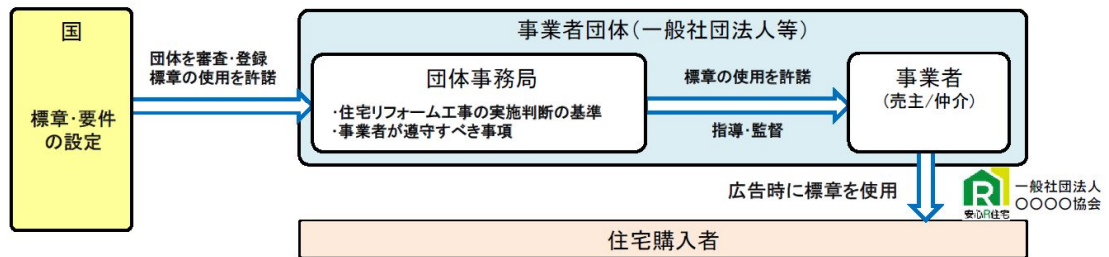 国
標章・要件
の設定
団体を審査・登録
標章の使用を許諾
事業者団体(一般社団法人等)
団体事務局
・住宅リフォーム工事の実施判断の基準
・事業者が遵守すべき事項
標章の使用を許諾
指導・監督
事業者
(売主/仲介)
広告時に標章を使用
R
安心R住宅
一般社団法人
〇〇〇〇協会
住宅購入者